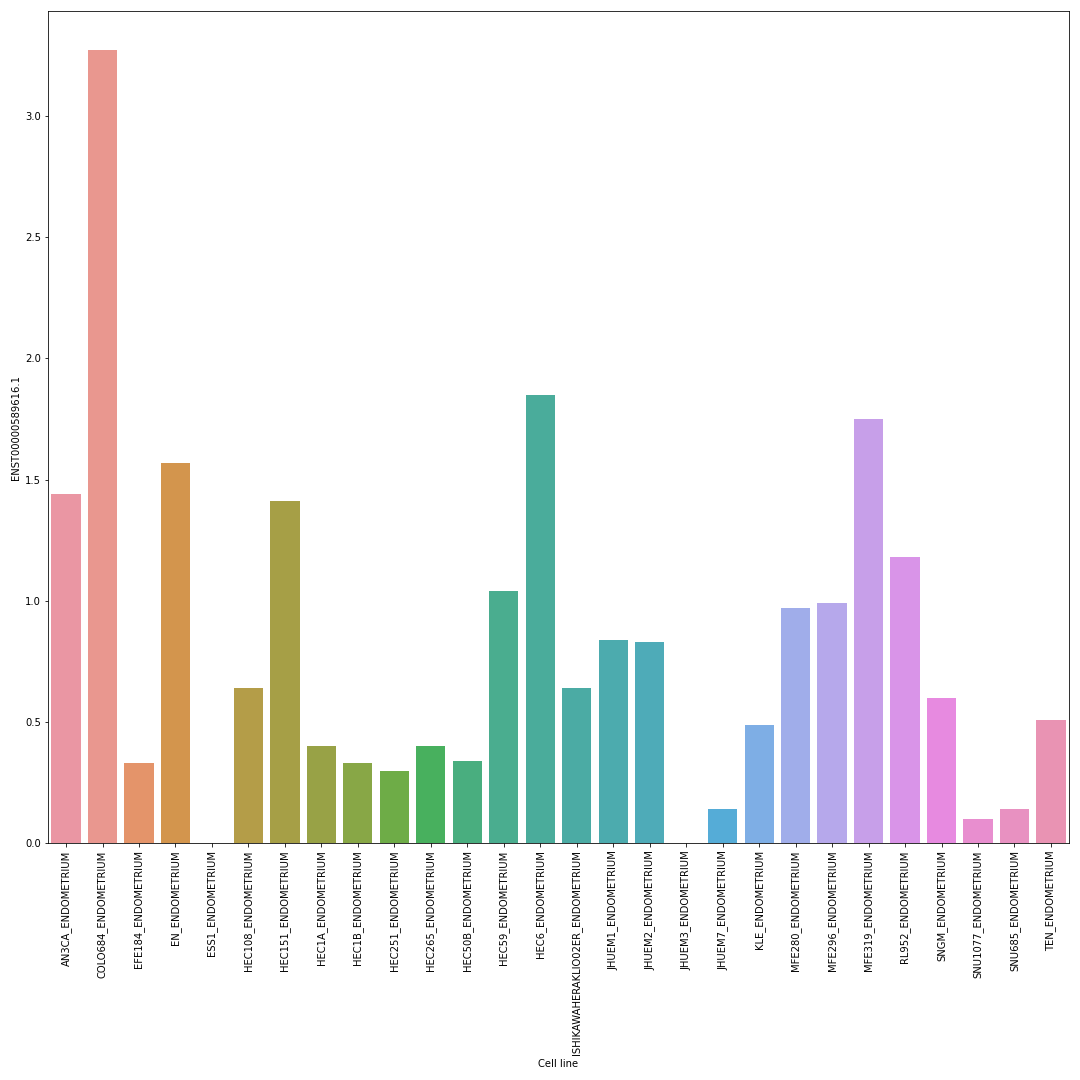 ENST00000589616.1
3.0
2.5
2.0
1.5
1.0
0.5
0.0
AN3CA_ENDOMETRIUM
COLO684_ENDOMETRIUM
EFE184_ENDOMETRIUM
EN_ENDOMETRIUM
ESS1_ENDOMETRIUM
HEC108_ENDOMETRIUM
HEC151_ENDOMETRIUM
HEC1A_ENDOMETRIUM
HEC1B_ENDOMETRIUM
HEC251_ENDOMETRIUM
HEC265_ENDOMETRIUM
HEC50B_ENDOMETRIUM
HEC59_ENDOMETRIUM
HEC6_ENDOMETRIUM
ISHIKAWAHERAKLIO02ER_ENDOMETRIUM
JHUEM1_ENDOMETRIUM
JHUEM2_ENDOMETRIUM
JHUEM3_ENDOMETRIUM
JHUEM7_ENDOMETRIUM
KLE_ENDOMETRIUM
MFE280_ENDOMETRIUM
MFE296_ENDOMETRIUM
MFE319_ENDOMETRIUM
RL952_ENDOMETRIUM
SNGM_ENDOMETRIUM
SNU1077_ENDOMETRIUM
SNU685_ENDOMETRIUM
TEN_ENDOMETRIUM
Cell line